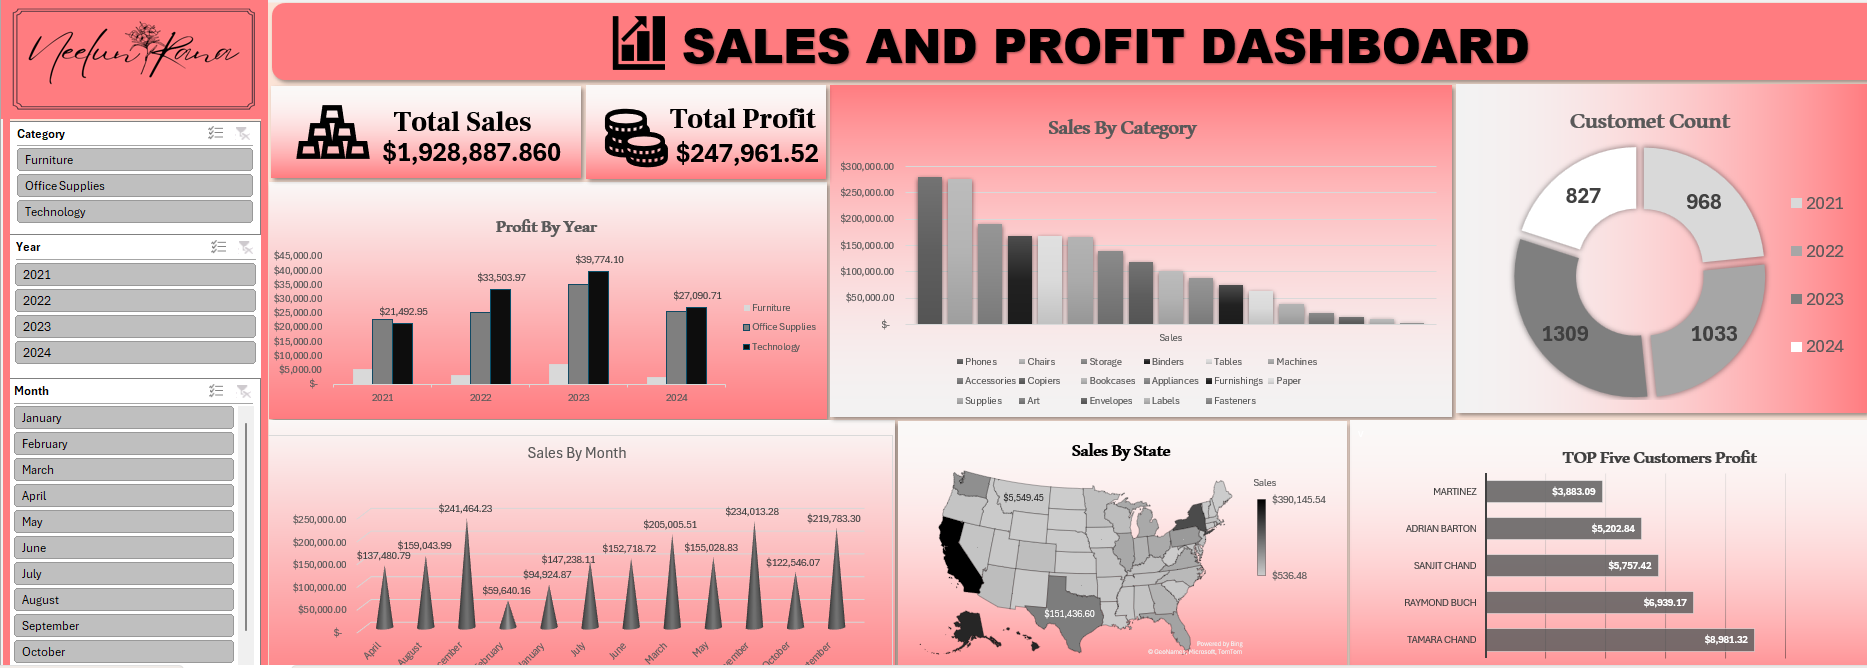 Neelun Rana
SALES AND PROFIT DASHBOARD
Category
Furniture
Office Supplies
Technology
Year
2021
2022
2023
2024
Month
January
February
March
April
May
June
July
August
September
October
Total Sales
$1,928,887.860
Total Profit
$247,961.52
Profit By Year
$45,000.00
$40,000.00
$35,000.00
$30,000.00
$25,000.00
$20,000.00
$15,000.00
$10,000.00
$5,000.00
$-
$21,492.95
$33,503.97
$39,774.10
$27,090.71
2021 2022 2023 2024
Furniture
Office Supplies
Technology
Sales By Category
$300,000.00
$250,000.00
$200,000.00
$150,000.00
$100,000.00
$50,000.00
$-
Sales
Phones Chairs Storage Binders Tables Machines
Accessories Copiers Bookcases Appliances Furnishings Paper
Supplies Art Envelopes Labels Fasteners
Customet Count
827
968
1309
1033
2021
2022
2023
2024
Sales By Month
$250,000.00
$200,000.00
$150,000.00
$100,000.00
$50,000.00
$-
$137,480.79
$159,043.99
$241,464.23
$59,640.16
$94,924.87
$147,238.11
$152,718.72
$205,005.51
$155,028.83
$234,013.28
$122,546.07
$219,783.30
April
August
ember
ebruary
anuary
July
June
March
May
ember
October
tember
Sales By State
$5,549.45
$151,436.60
Sales
$390,145.54
$536.48
Powered by Bing
© GeoNames, Microsoft, TomTom
TOP Five Customers Profit
MARTINEZ $3,883.09
ADRIAN BARTON $5,202.84
SANJIT CHAND $5,757.42
RAYMOND BUCH $6,939.17
TAMARA CHAND $8,981.32